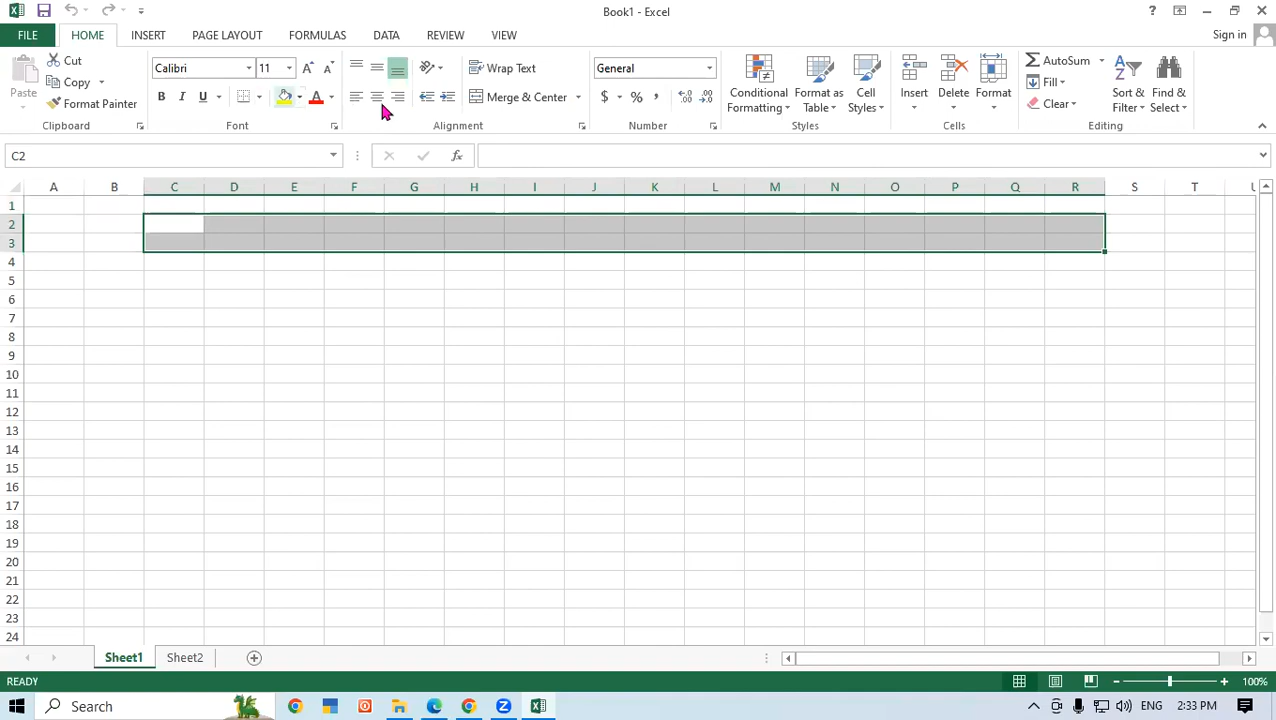 Book1 - Excel
?
FILE HOME INSERT PAGE LAYOUT FORMULAS DATA REVIEW VIEW Sign in
Paste Cut Copy Format Painter
Clipboard
Calibri 11
B I U A
Font
Wrap Text
Merge & Center
Alignment
General
$ % ,
Number
Conditional Formatting
Format as Table
Cell Styles
Styles
Insert Delete Format
Cells
AutoSum
Fill
Clear
Sort & Filter
Find & Select
Editing
C2 fx
A B C D E F G H I J K L M N O P Q R S T U
1
2
3
4
5
6
7
8
9
10
11
12
13
14
15
16
17
18
19
20
21
22
23
24
Sheet1 Sheet2
READY 100%
Search ENG 2:33 PM